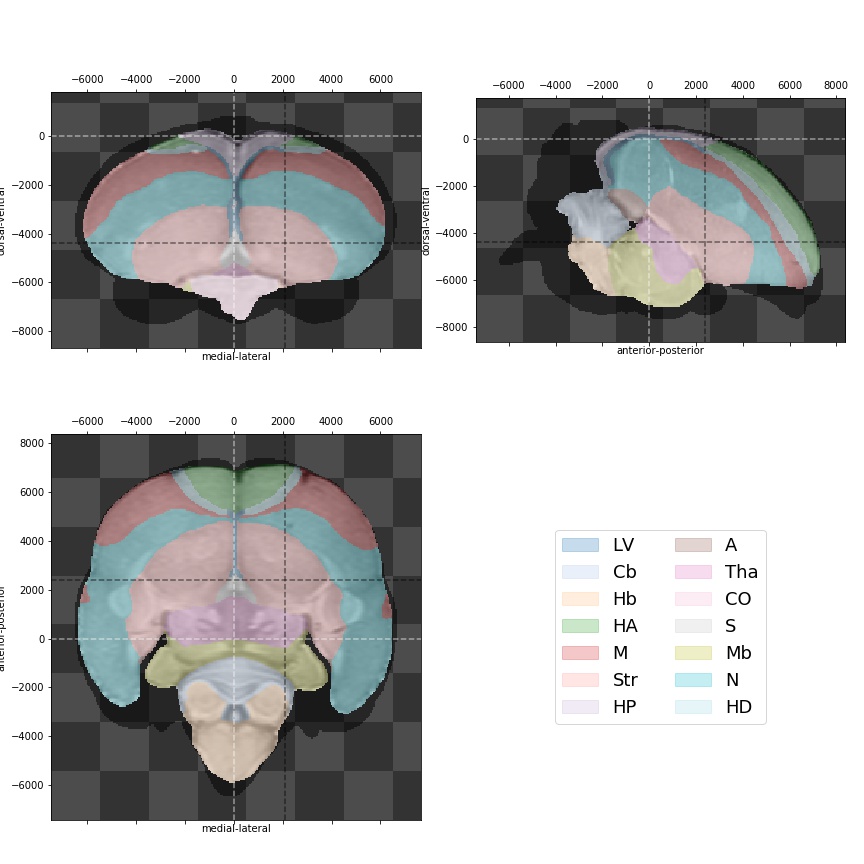 −6000 −4000 −2000 0 2000 4000 6000
0
−2000
−4000
−6000
−8000
dorsal-ventral
medial-lateral
−6000 −4000 −2000 0 2000 4000 6000 8000
0
−2000
−4000
−6000
−8000
dorsal-ventral
anterior-posterior
−6000 −4000 −2000 0 2000 4000 6000
8000
6000
4000
2000
0
−2000
−4000
−6000
anterior-posterior
medial-lateral
LV A
Cb Tha
Hb CO
HA S
M Mb
Str N
HP HD